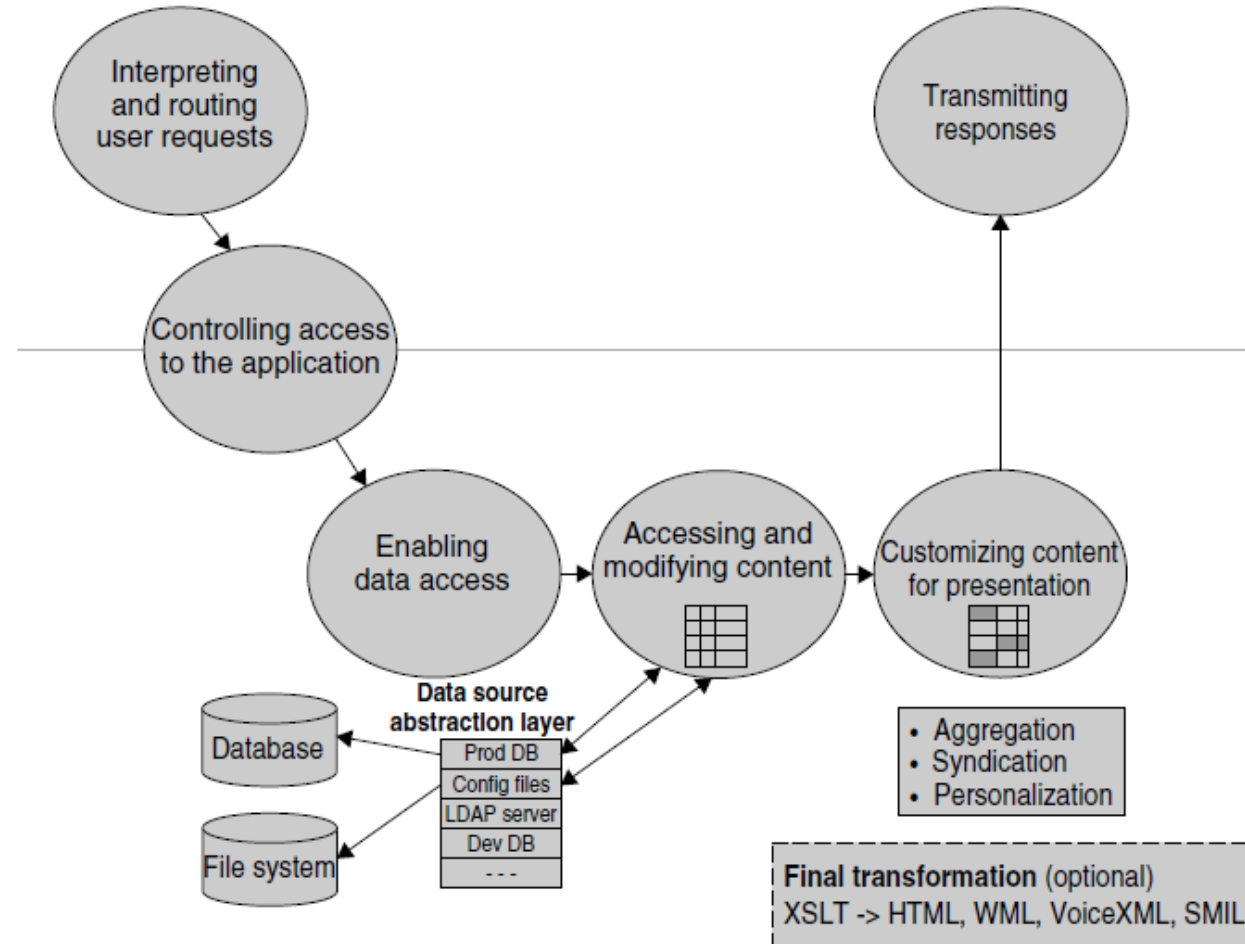 Interpreting
and routing
user requests
Transmitting
responses
Controlling access
to the application
Enabling
data access
Accessing and
modifying content
Customizing content
for presentation
Data source
abstraction layer
Database
File system
Prod DB
Config files
LDAP server
Dev DB
- - -
• Aggregation
• Syndication
• Personalization
Final transformation (optional)
XSLT -> HTML, WML, VoiceXML, SMIL